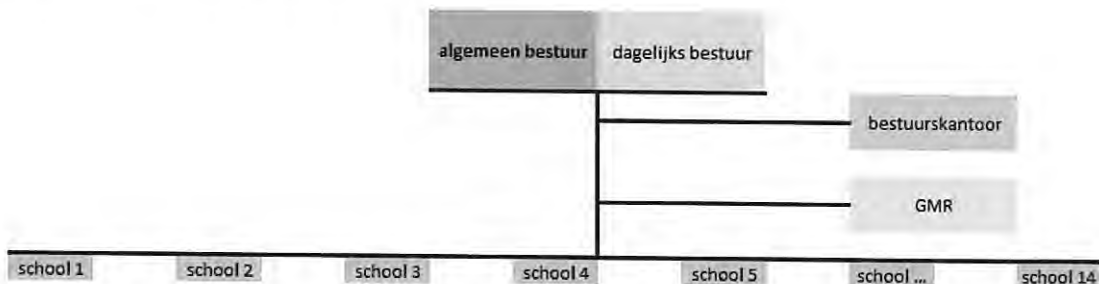 algemeen bestuur dagelijks bestuur
bestuurskantoor
GMR
school 1 school 2 school 3 school 4 school 5 school ... school 14